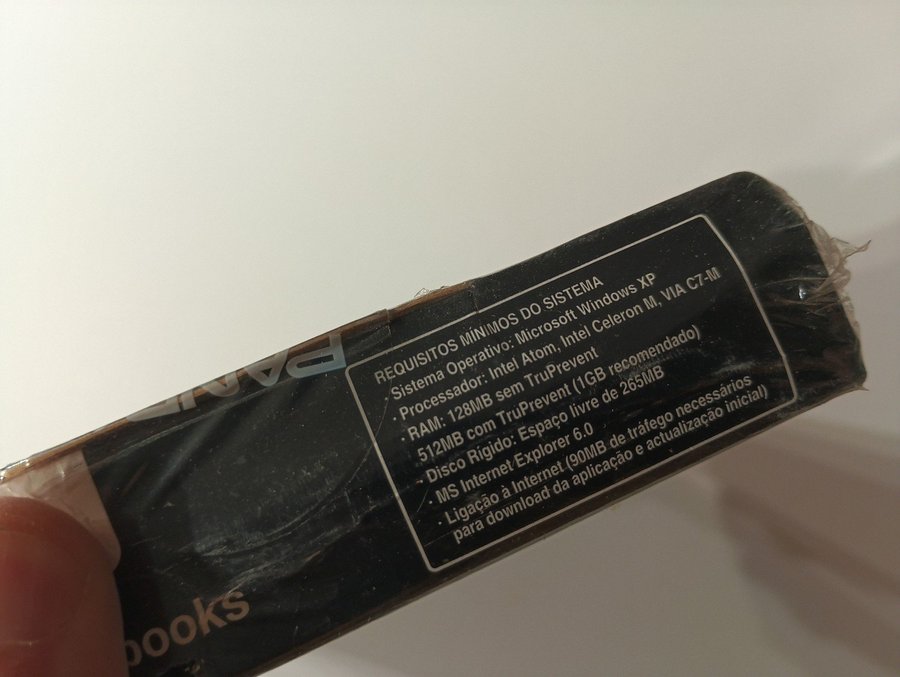 REQUISITOS MÍNIMOS DO SISTEMA
· Sistema Operativo: Microsoft Windows XP
· Processador: Intel Atom, Intel Celeron M, VIA C7-M
· RAM: 128MB sem TruPrevent
512MB com TruPrevent (1GB recomendado)
· Disco Rigido: Espaço livre de 265MB
· MS Internet Explorer 6.0
· Ligação à Internet (90MB de tráfego necessários
para download da aplicação e actualização inicial)
books